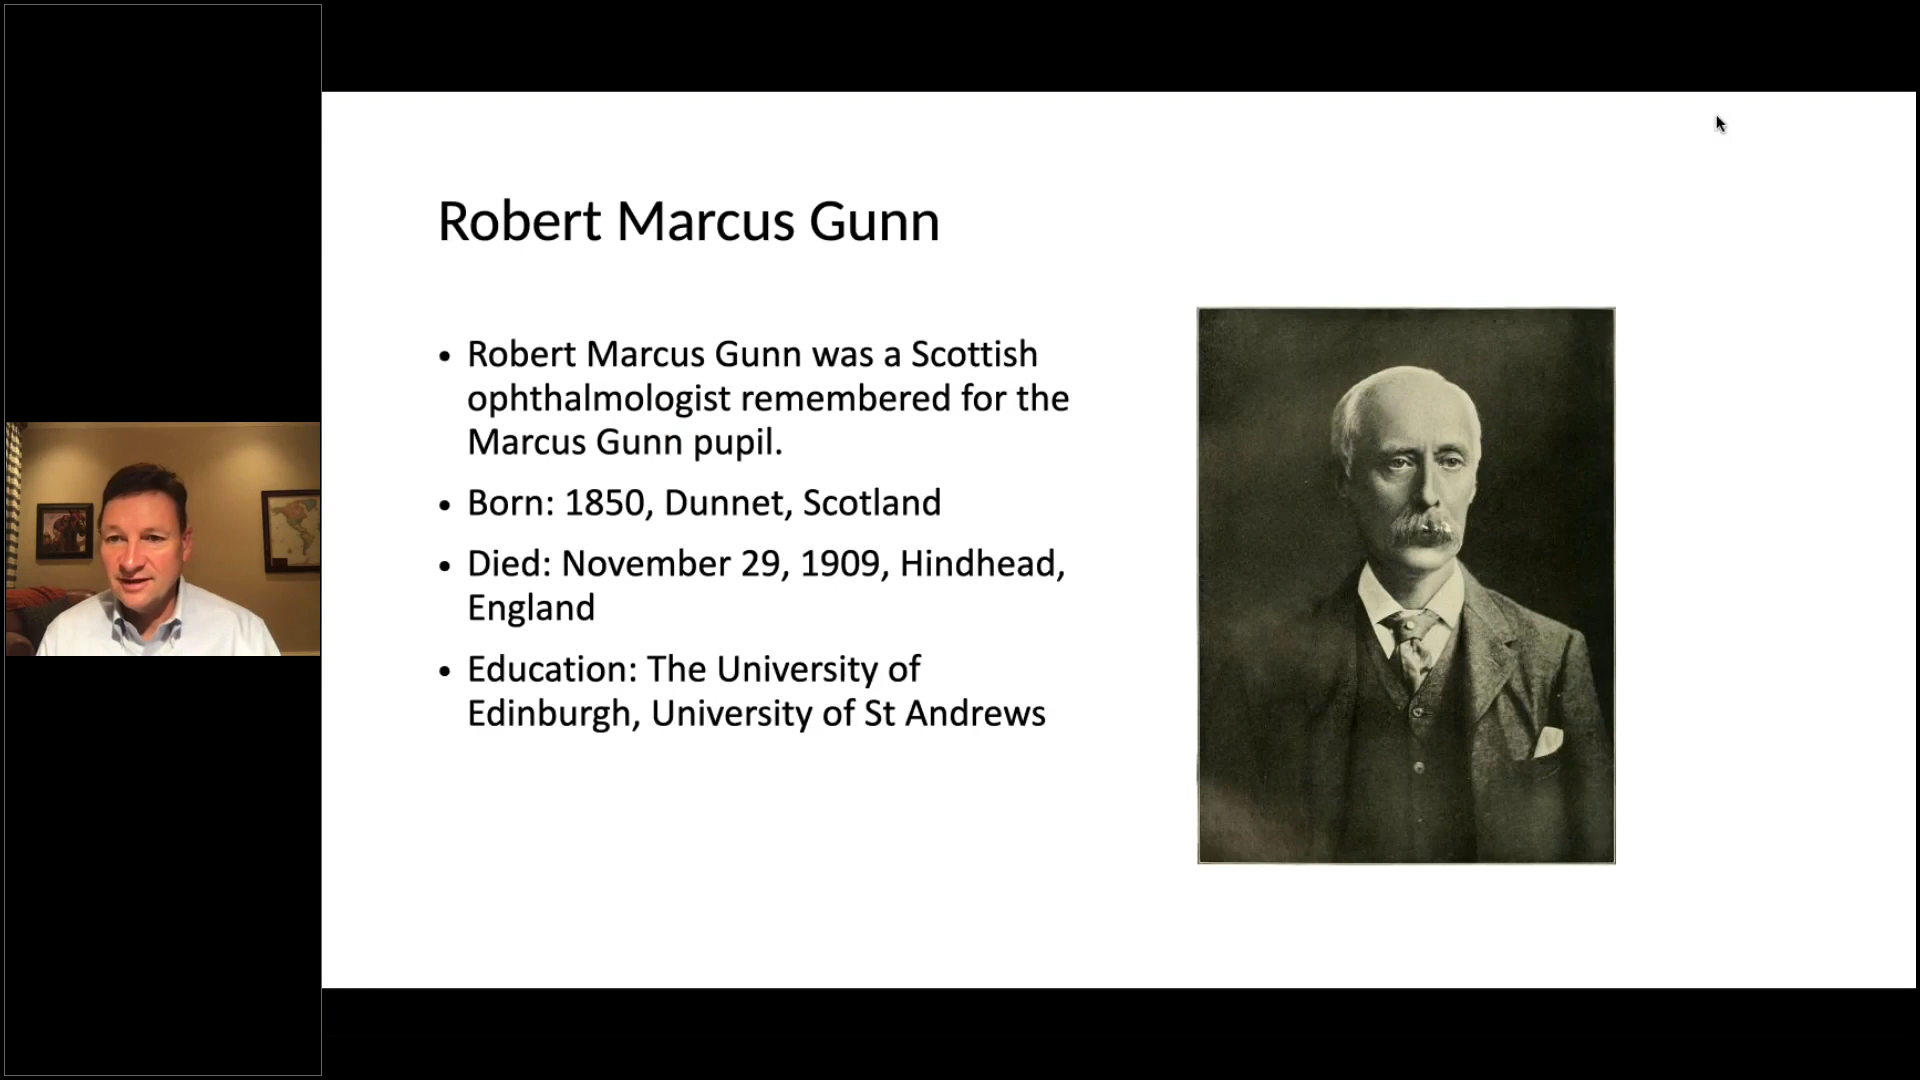 Robert Marcus Gunn
• Robert Marcus Gunn was a Scottish
ophthalmologist remembered for the
Marcus Gunn pupil.
• Born: 1850, Dunnet, Scotland
• Died: November 29, 1909, Hindhead,
England
• Education: The University of
Edinburgh, University of St Andrews